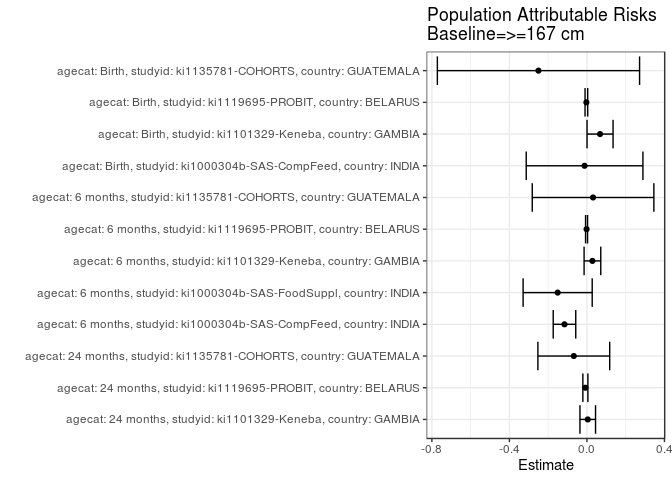 Population Attributable Risks
Baseline=>=167 cm
agecat: Birth, studyid: ki1135781-COHORTS, country: GUATEMALA
agecat: Birth, studyid: ki1119695-PROBIT, country: BELARUS
agecat: Birth, studyid: ki1101329-Keneba, country: GAMBIA
agecat: Birth, studyid: ki1000304b-SAS-CompFeed, country: INDIA
agecat: 6 months, studyid: ki1135781-COHORTS, country: GUATEMALA
agecat: 6 months, studyid: ki1119695-PROBIT, country: BELARUS
agecat: 6 months, studyid: ki1101329-Keneba, country: GAMBIA
agecat: 6 months, studyid: ki1000304b-SAS-FoodSuppl, country: INDIA
agecat: 6 months, studyid: ki1000304b-SAS-CompFeed, country: INDIA
agecat: 24 months, studyid: ki1135781-COHORTS, country: GUATEMALA
agecat: 24 months, studyid: ki1119695-PROBIT, country: BELARUS
agecat: 24 months, studyid: ki1101329-Keneba, country: GAMBIA
-0.8 -0.4 0.0 0.4
Estimate